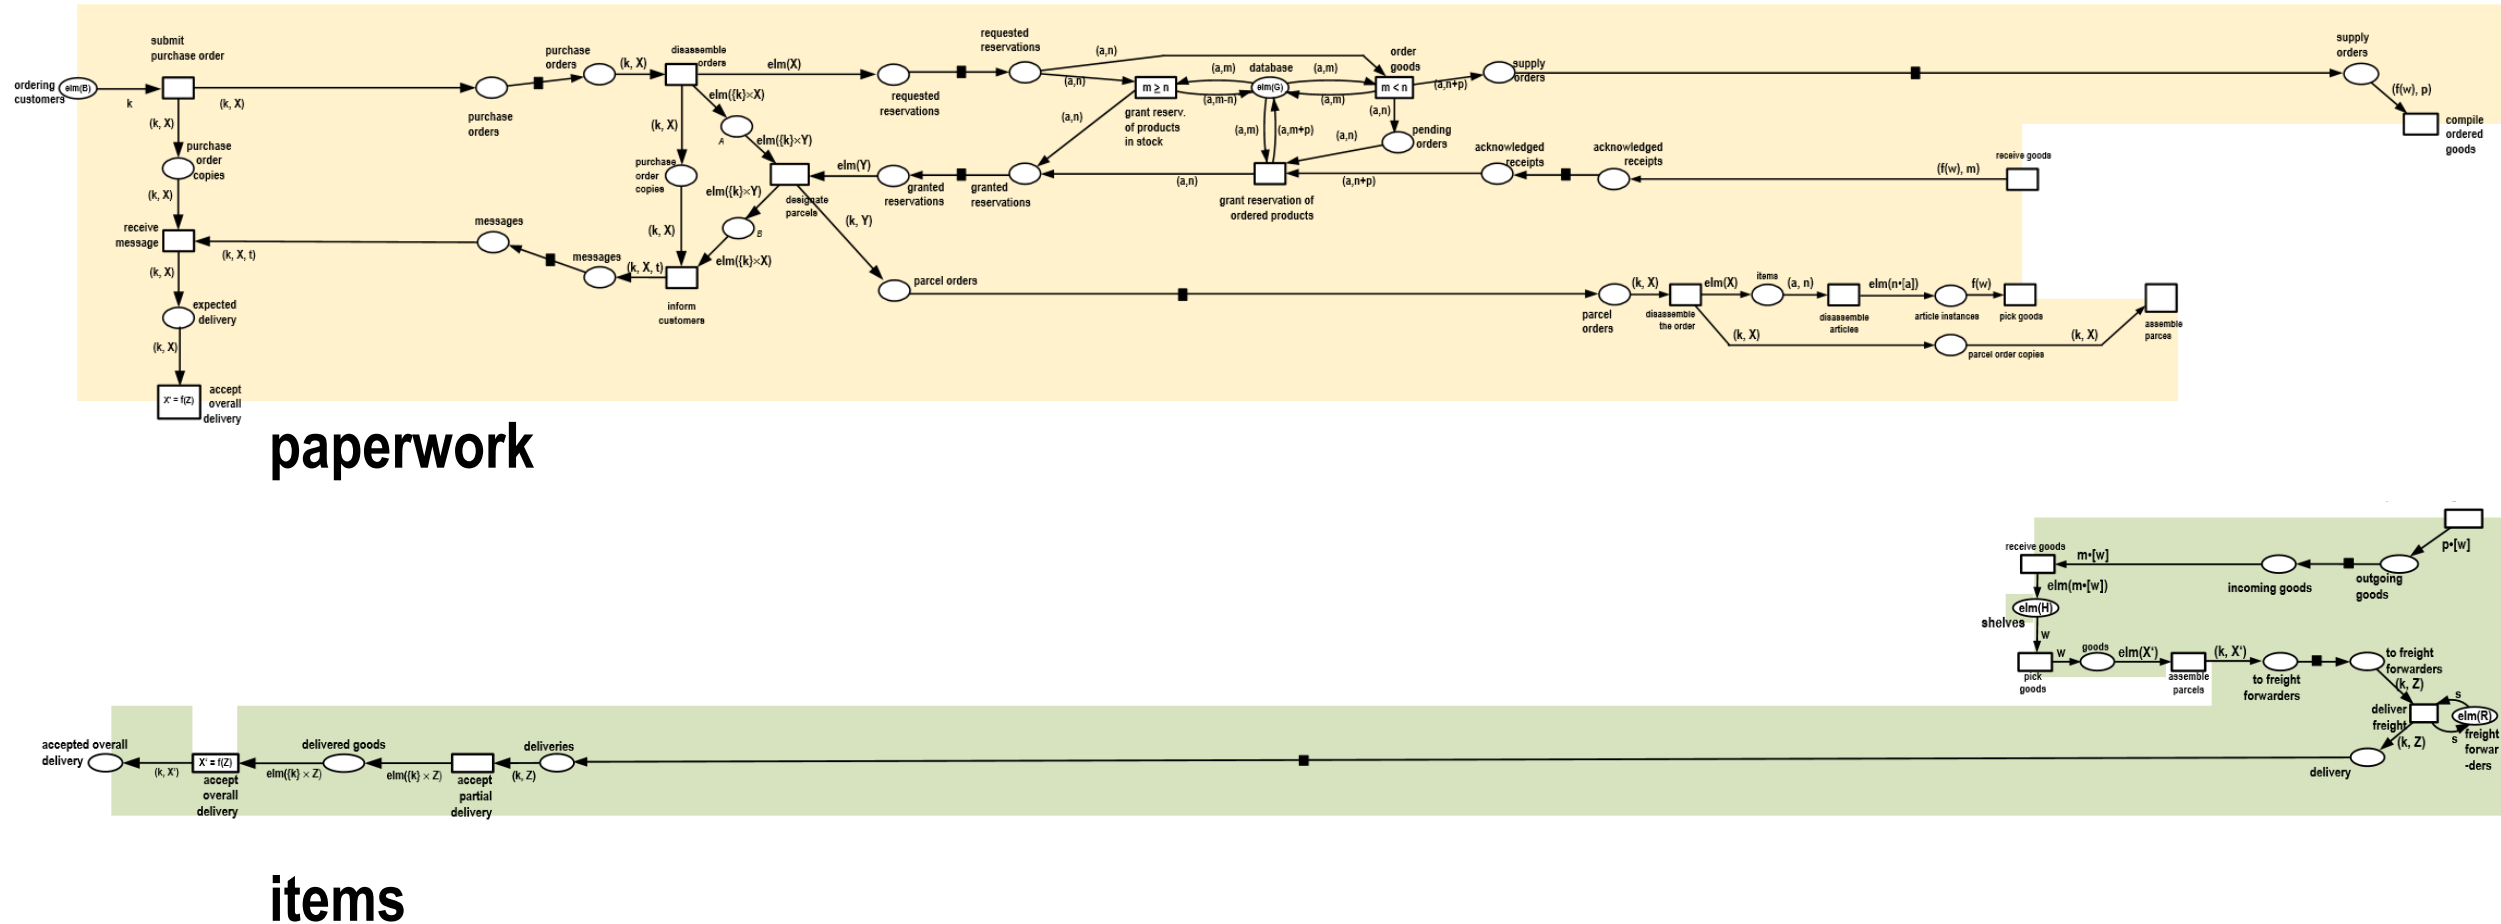 submit
purchase order
ordering
customers
elm(B)
k
(k, X)
(k, X)
purchase
order
copies
(k, X)
receive
message
(k, X, t)
(k, X)
expected
delivery
(k, X)
X' = f(Z)
accept
overall
delivery
purchase
orders
purchase
orders
(k, X)
disassemble
orders
elm(X)
elm({k}×X)
(k, X)
A
elm({k}×Y)
purchase
order
copies
elm({k}×Y)
designate
parcels
elm(Y)
(k, Y)
(k, X)
B
elm({k}×X)
messages
messages
(k, X, t)
inform
customers
requested
reservations
requested
reservations
(a,n)
(a,n)
m ≥ n
grant reserv.
of products
in stock
(a,n)
(a,m)
database
(a,m)
elm(G)
(a,m-n)
(a,m)
order
goods
m < n
(a,n+p)
supply
orders
(a,n)
(a,m)
(a,m+p)
(a,n)
pending
orders
granted
reservations
granted
reservations
(a,n)
grant reservation of
ordered products
(a,n+p)
acknowledged
receipts
acknowledged
receipts
(f(w), m)
receive goods
supply
orders
(f(w), p)
compile
ordered
goods
parcel orders
parcel
orders
(k, X)
disassemble
the order
elm(X)
items
(a, n)
disassemble
articles
elm(n•[a])
article instances
f(w)
pick goods
(k, X)
parcel order copies
(k, X)
assemble
parces
paperwork
receive goods
m•[w]
p•[w]
incoming goods
outgoing
goods
elm(m•[w])
elm(H)
shelves
w
pick
goods
w
goods
elm(X')
assemble
parcels
(k, X')
to freight
forwarders
to freight
forwarders
(k, Z)
s
deliver
freight
elm(R)
s
freight
forwar
-ders
(k, Z)
delivery
accepted overall
delivery
(k, X')
X' = f(Z)
accept
overall
delivery
elm({k} × Z)
delivered goods
elm({k} × Z)
accept
partial
delivery
(k, Z)
deliveries
items